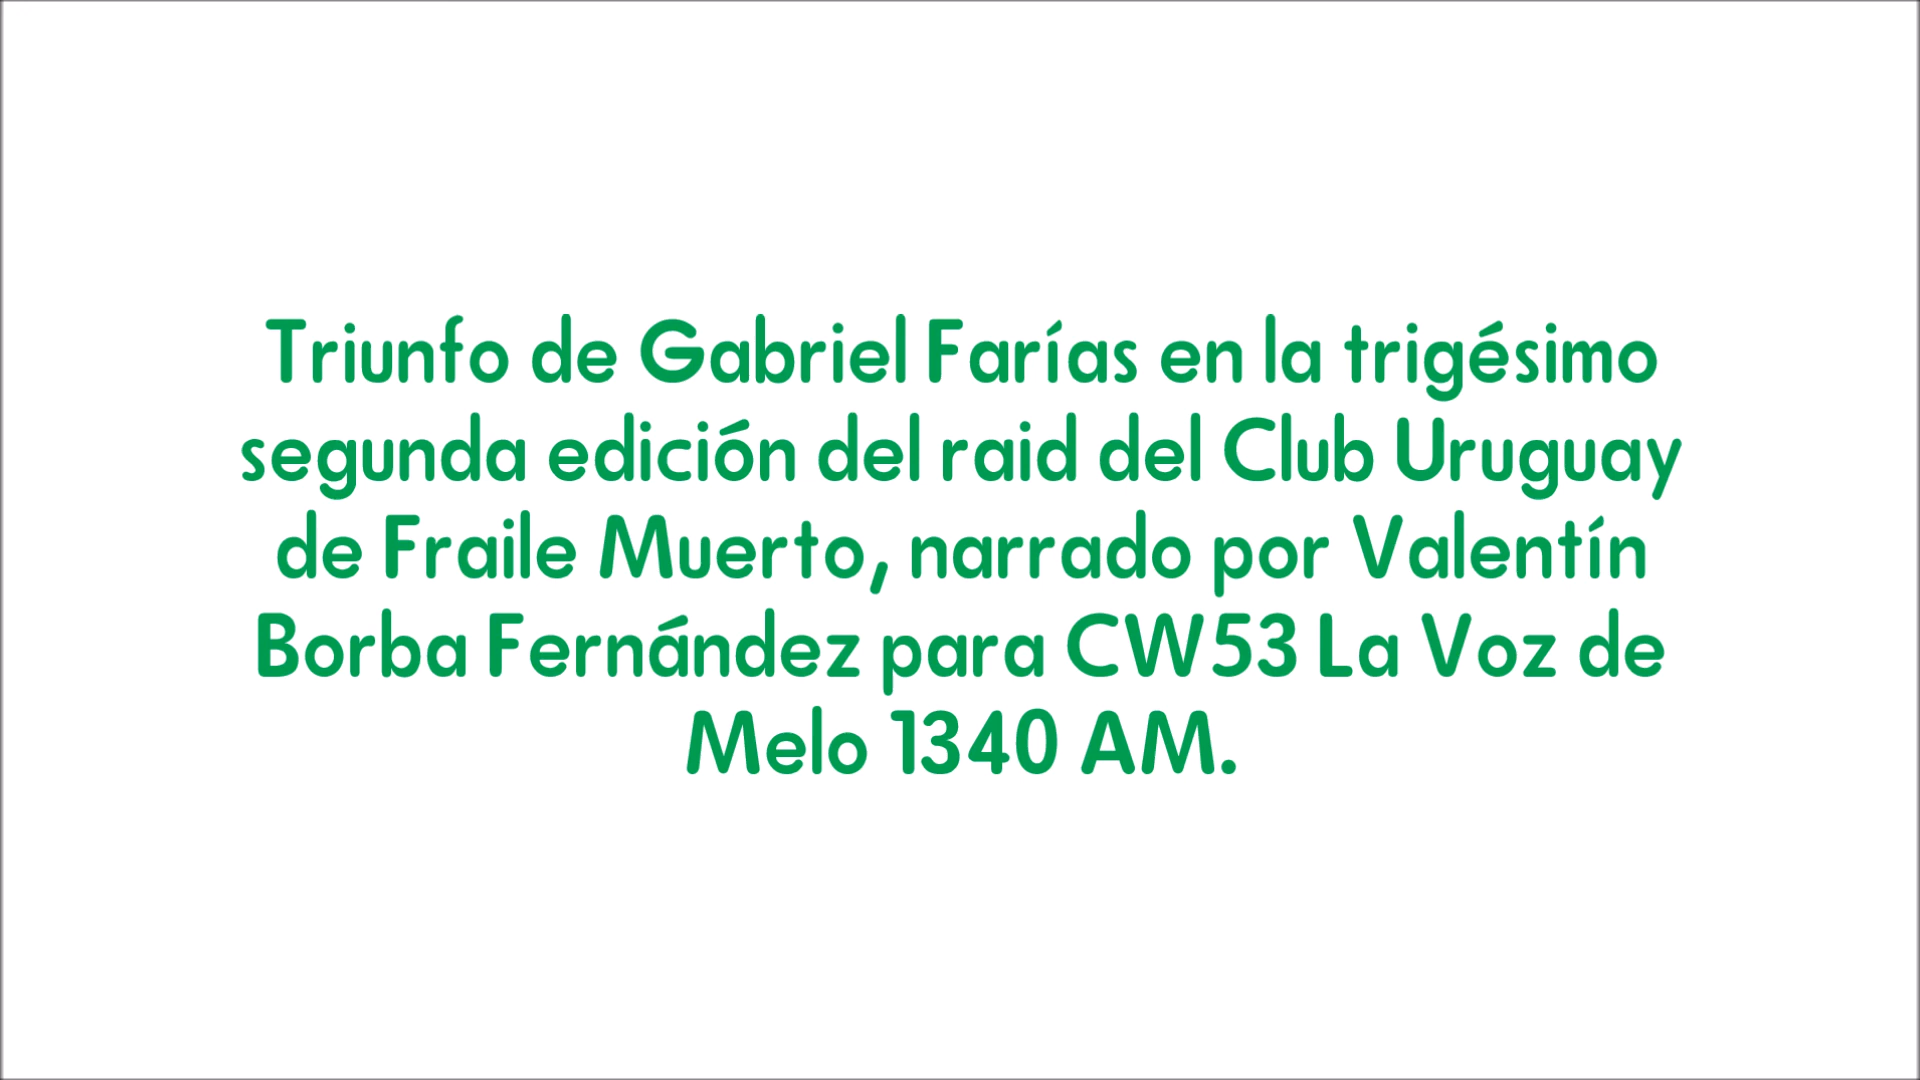 Triunfo de Gabriel Farías en la trigésimo
segunda edición del raid del Club Uruguay
de Fraile Muerto, narrado por Valentín
Borba Fernández para CW53 La Voz de
Melo 1340 AM.